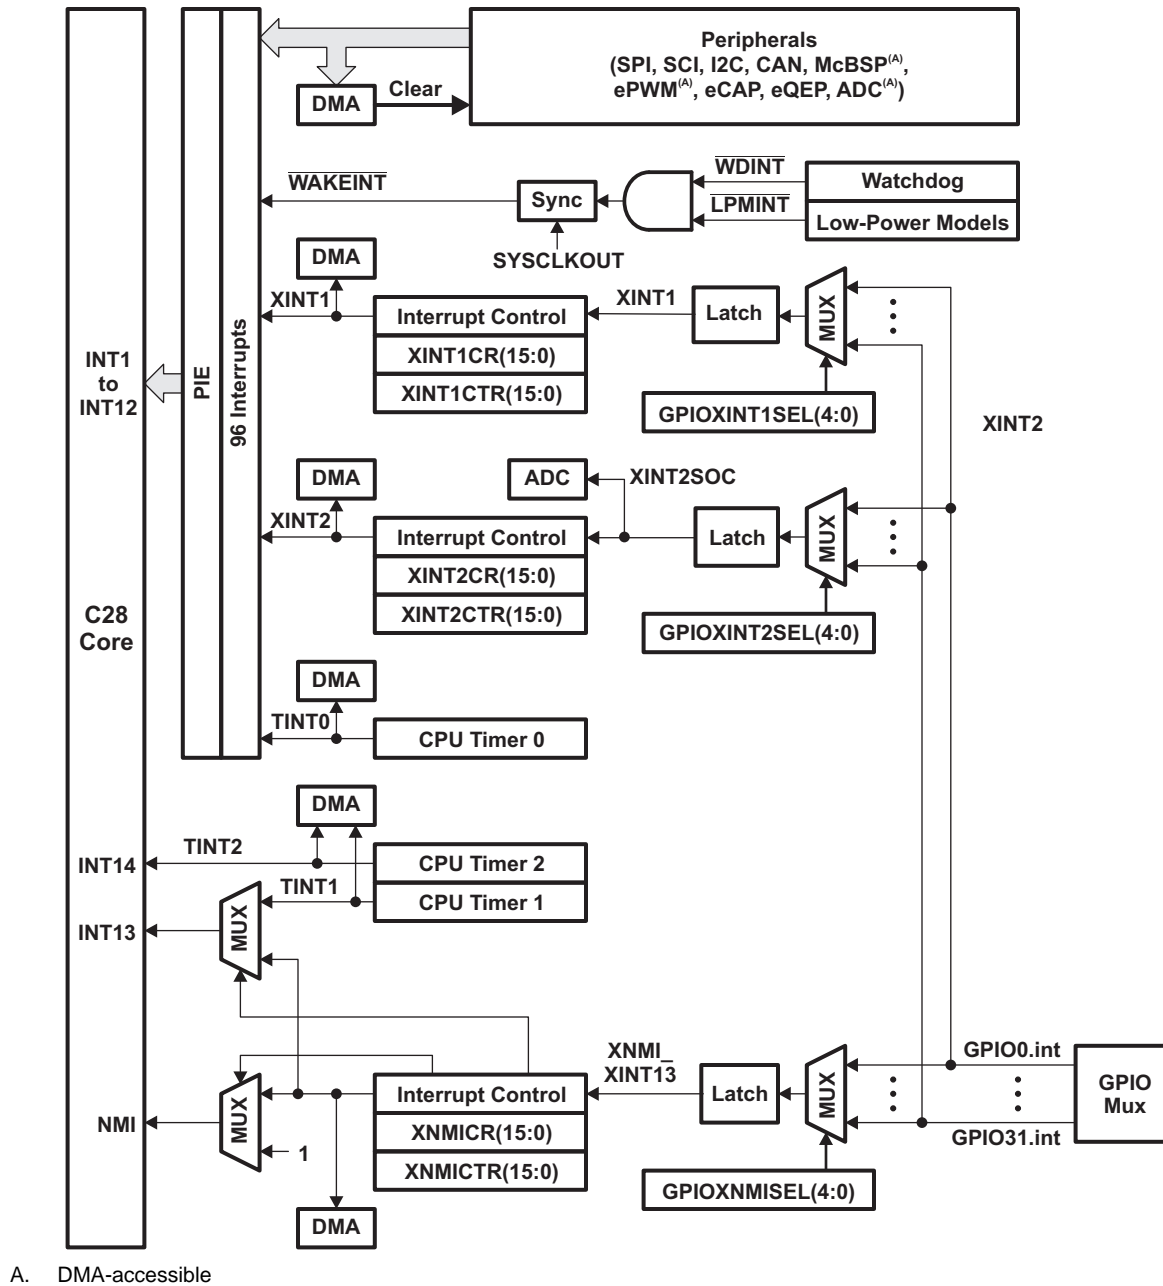 Peripherals
(SPI, SCI, I2C, CAN, McBSP(A),
ePWM(A), eCAP, eQEP, ADC(A))
DMA
Clear
WDINT
Watchdog
WAKEINT
Sync
LPMINT
Low-Power Models
SYSCLKOUT
DMA
XINT1
Interrupt Control
XINT1CR(15:0)
XINT1CTR(15:0)
XINT1
Latch
MUX
GPIOXINT1SEL(4:0)
INT1
to
INT12
PIE
96 Interrupts
XINT2
DMA
ADC
XINT2SOC
XINT2
Interrupt Control
XINT2CR(15:0)
XINT2CTR(15:0)
Latch
MUX
GPIOXINT2SEL(4:0)
C28
Core
DMA
TINT0
CPU Timer 0
DMA
INT14
TINT2
CPU Timer 2
TINT1
CPU Timer 1
INT13
MUX
XNMI_
XINT13
Interrupt Control
XNMICR(15:0)
XNMICTR(15:0)
Latch
MUX
GPIO0.int
GPIO
Mux
GPIO31.int
NMI
MUX
1
GPIOXNMISEL(4:0)
DMA
A. DMA-accessible